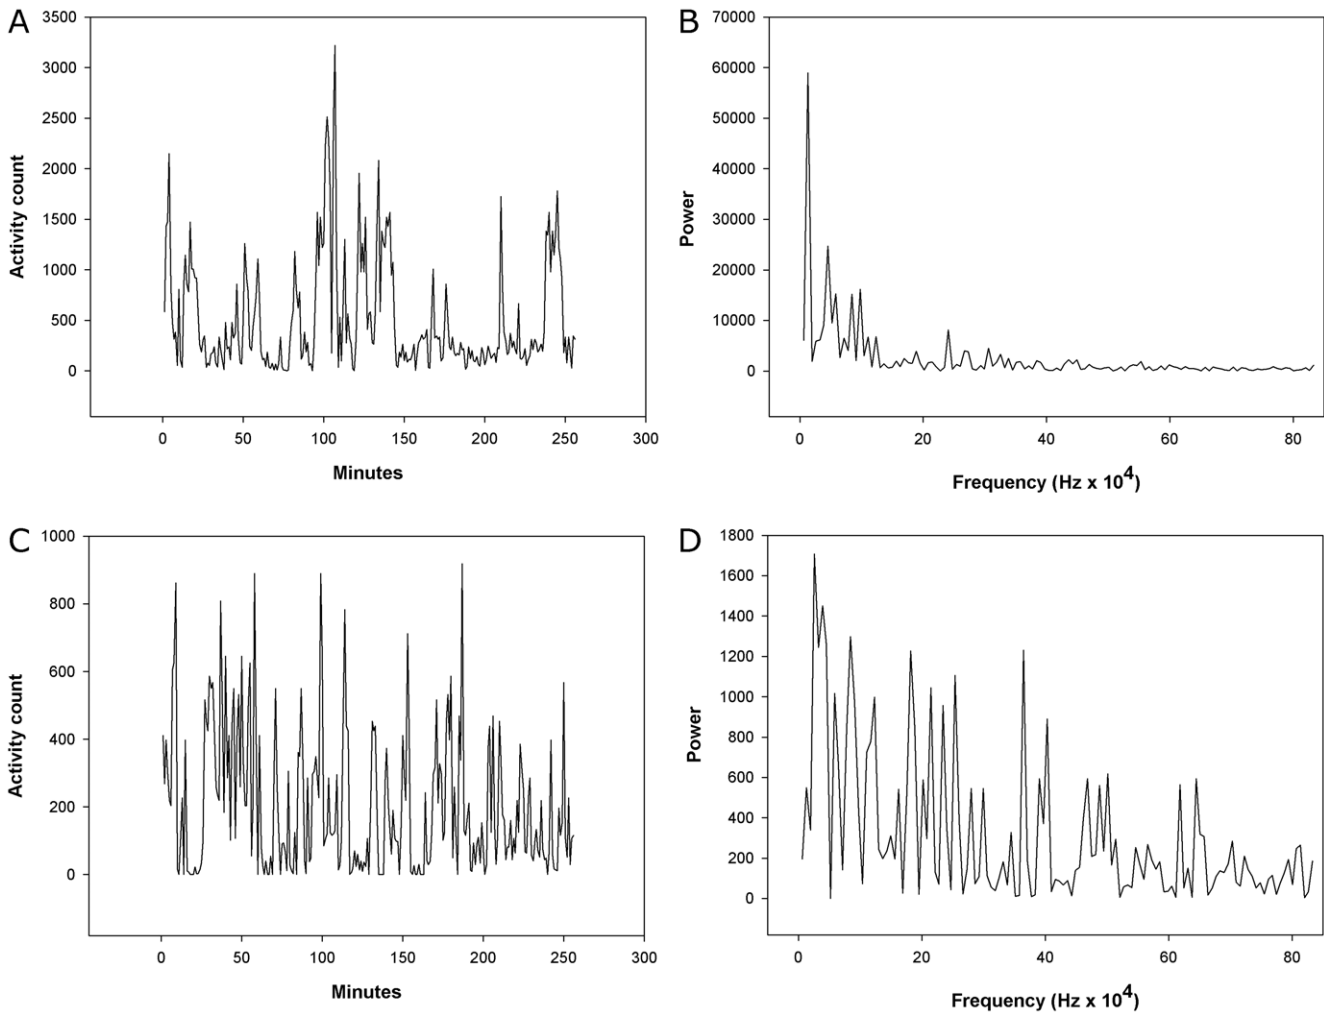 A
3500
3000
2500
2000
1500
1000
500
0
Activity count
0 50 100 150 200 250 300
Minutes
B
70000
60000
50000
40000
30000
20000
10000
0
Power
0 20 40 60 80
Frequency (Hz x 10^4)
C
1000
800
600
400
200
0
Activity count
0 50 100 150 200 250 300
Minutes
D
1800
1600
1400
1200
1000
800
600
400
200
0
Power
0 20 40 60 80
Frequency (Hz x 10^4)